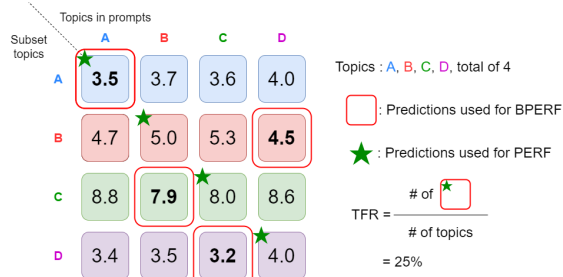 Topics in prompts
Subset
topics
A B C D
A 3.5 3.7 3.6 4.0
B 4.7 5.0 5.3 4.5
C 8.8 7.9 8.0 8.6
D 3.4 3.5 3.2 4.0
Topics : A, B, C, D, total of 4
: Predictions used for BPERF
: Predictions used for PERF
# of
TFR =
# of topics
= 25%